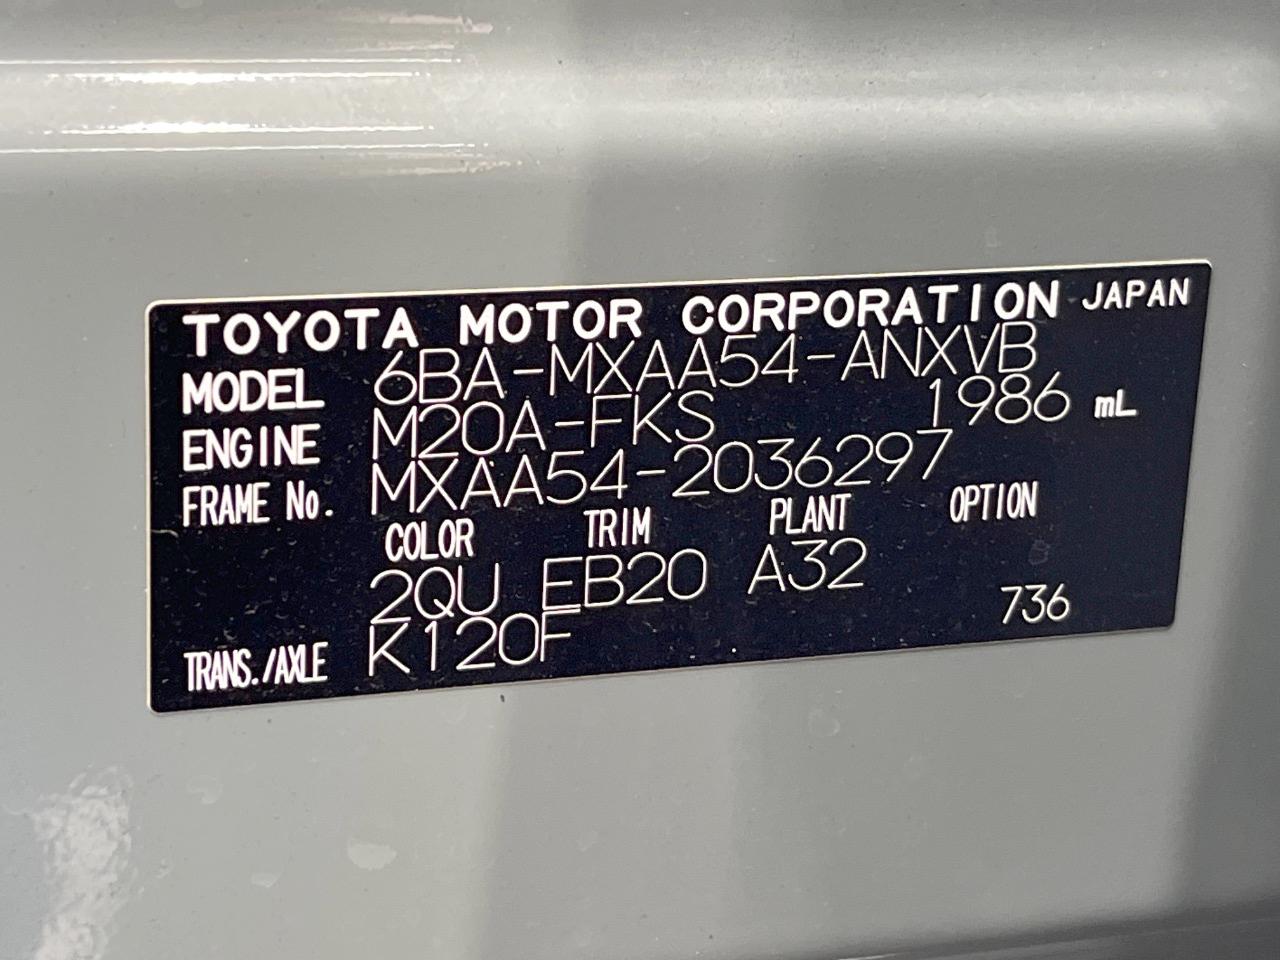 TOYOTA MOTOR CORPORATION JAPAN
MODEL 6BA-MXAA54-ANXVB
ENGINE M20A-FKS 1986 mL
FRAME No. MXAA54-2036297
COLOR TRIM PLANT OPTION
2QU EB20 A32
TRANS./AXLE K120F 736